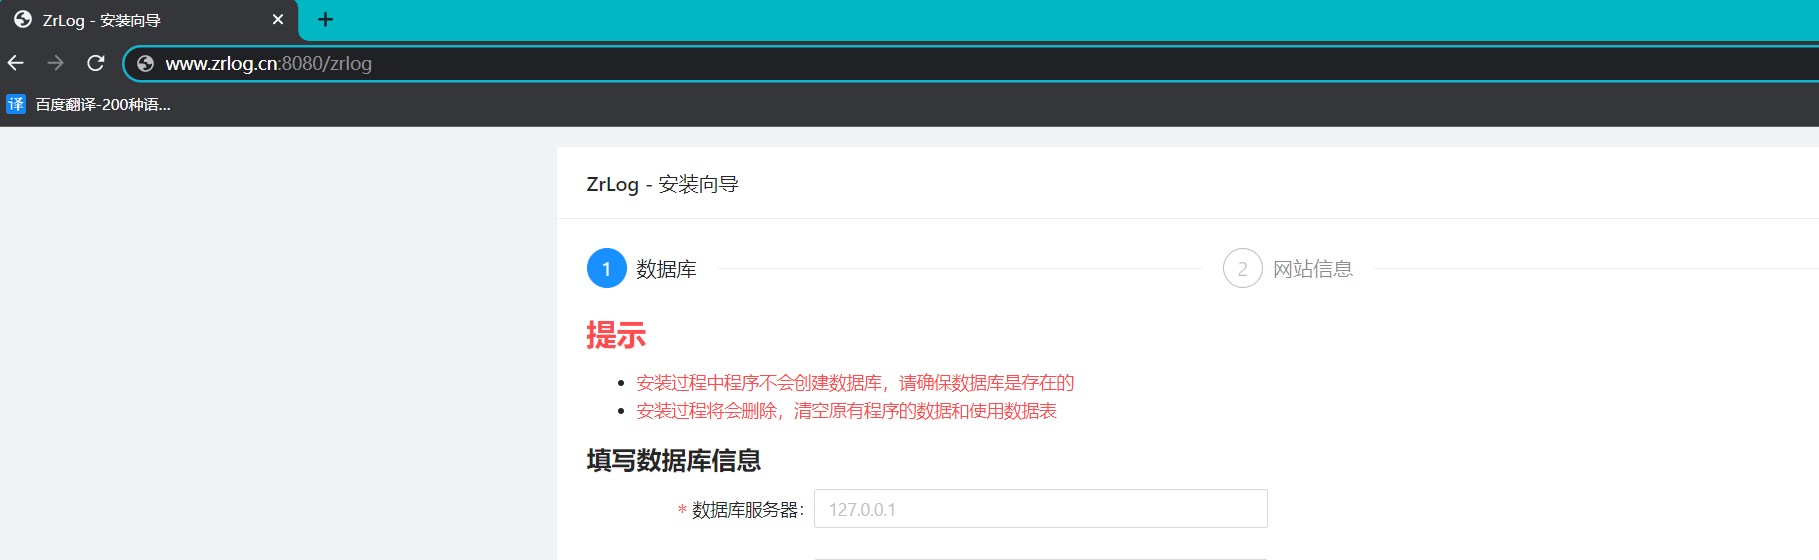 ZrLog - 安装向导
www.zrlog.cn:8080/zrlog
译 百度翻译-200种语...
ZrLog - 安装向导
1 数据库 2 网站信息
提示
安装过程中程序不会创建数据库，请确保数据库是存在的
安装过程将会删除，清空原有程序的数据和使用数据表
填写数据库信息
* 数据库服务器： 127.0.0.1